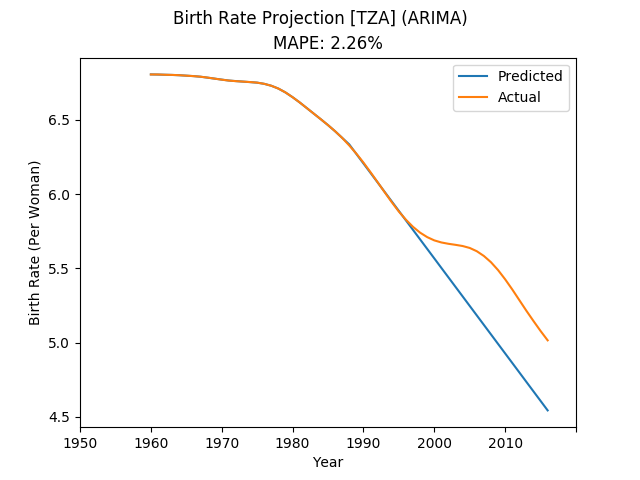 Birth Rate Projection [TZA] (ARIMA)
MAPE: 2.26%
Predicted
Actual
6.5
6.0
5.5
5.0
4.5
Birth Rate (Per Woman)
1950
1960
1970
1980
1990
2000
2010
Year